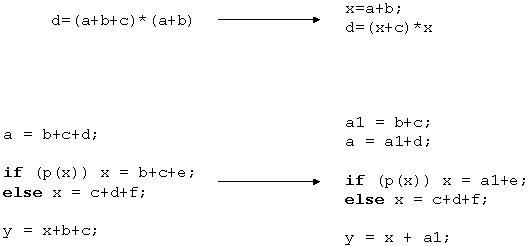 d=(a+b+c)*(a+b)
x=a+b;
d=(x+c)*x
a = b+c+d;
if (p(x)) x = b+c+e;
else x = c+d+f;
y = x+b+c;
a1 = b+c;
a = a1+d;
if (p(x)) x = a1+e;
else x = c+d+f;
y = x + a1;